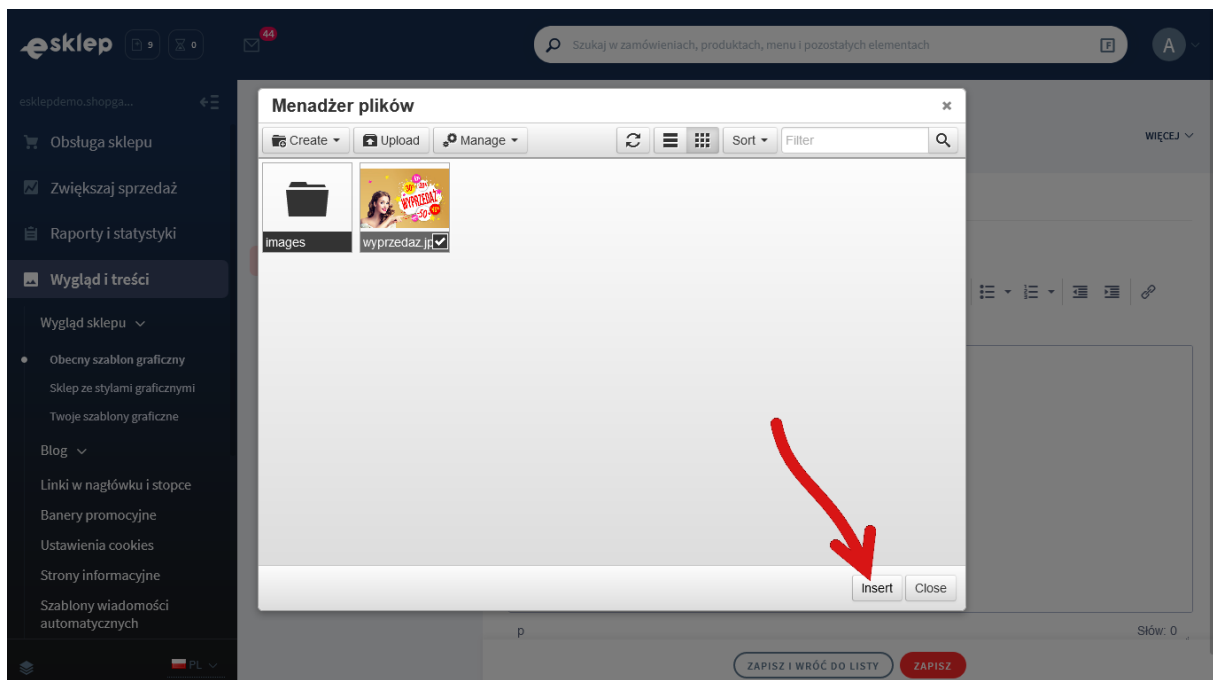 esklep 9 0 44
Szukaj w zamówieniach, produktach, menu i pozostałych elementach F A
esklepdemo.shopga...
Obsługa sklepu
Zwiększaj sprzedaż
Raporty i statystyki
Wygląd i treści
Wygląd sklepu
Obecny szablon graficzny
Sklep ze stylami graficznymi
Twoje szablony graficzne
Blog
Linki w nagłówku i stopce
Banery promocyjne
Ustawienia cookies
Strony informacyjne
Szablony wiadomości
automatycznych
PL
WIĘCEJ
Menadżer plików ×
Create Upload Manage Sort Filter
WYPRZEDAŻ
images wyprzedaz.jp
Insert Close
p Słów: 0
ZAPISZ I WRÓĆ DO LISTY ZAPISZ